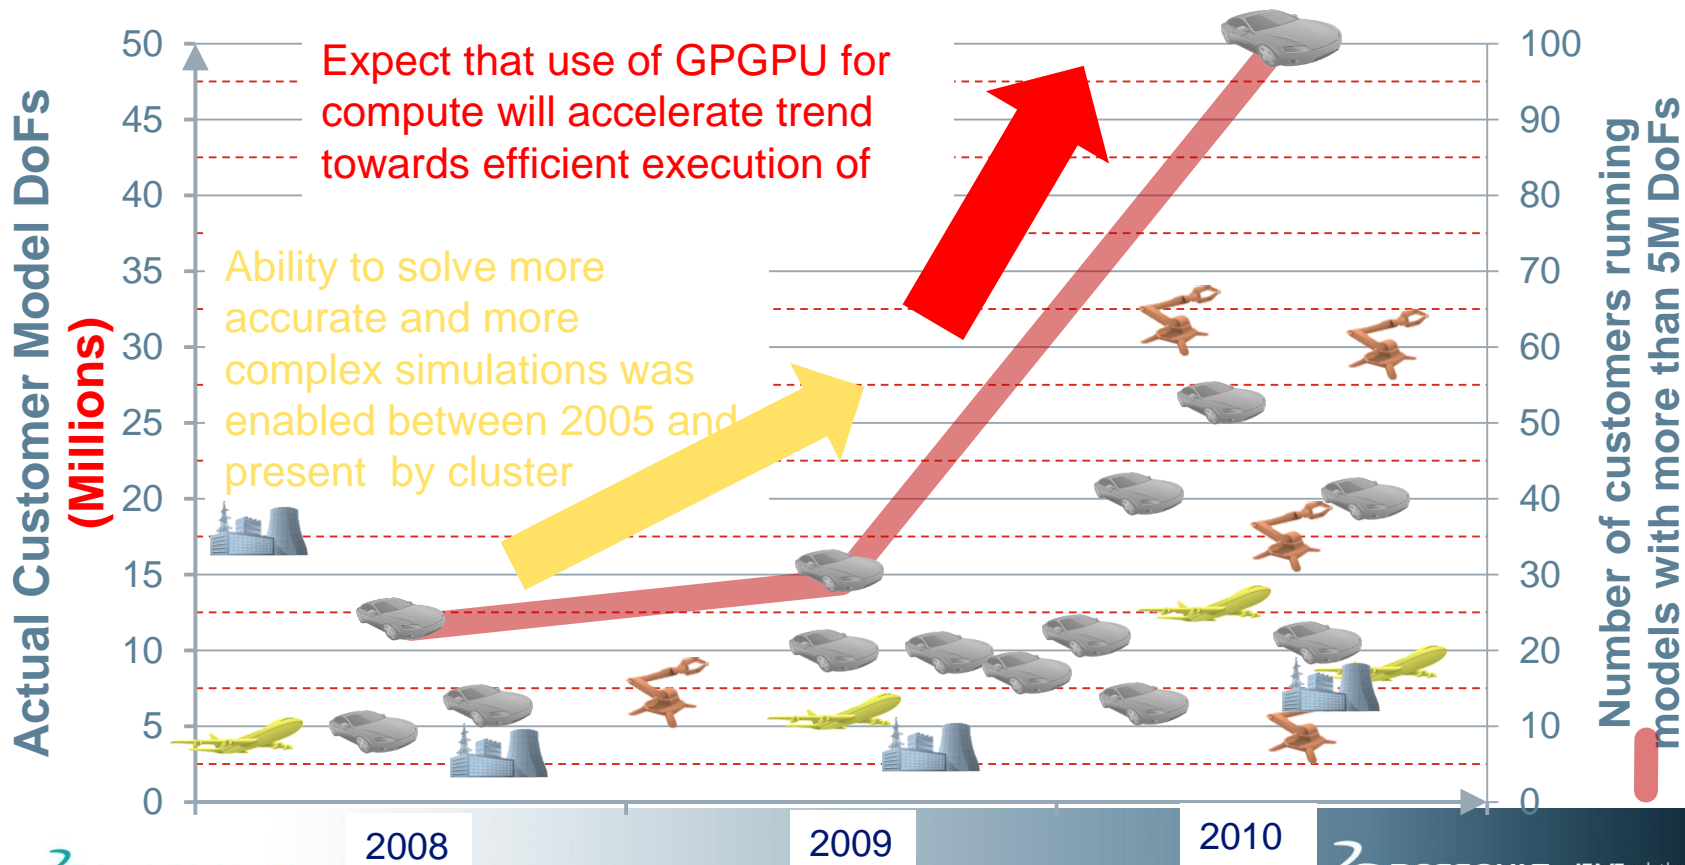 Expect that use of GPGPU for
compute will accelerate trend
towards efficient execution of
Ability to solve more
accurate and more
complex simulations was
enabled between 2005 and
present by cluster
Actual Customer Model DoFs
(Millions)
50
45
40
35
30
25
20
15
10
5
0
100
90
80
70
60
50
40
30
20
10
0
Number of customers running
models with more than 5M DoFs
2008
2009
2010